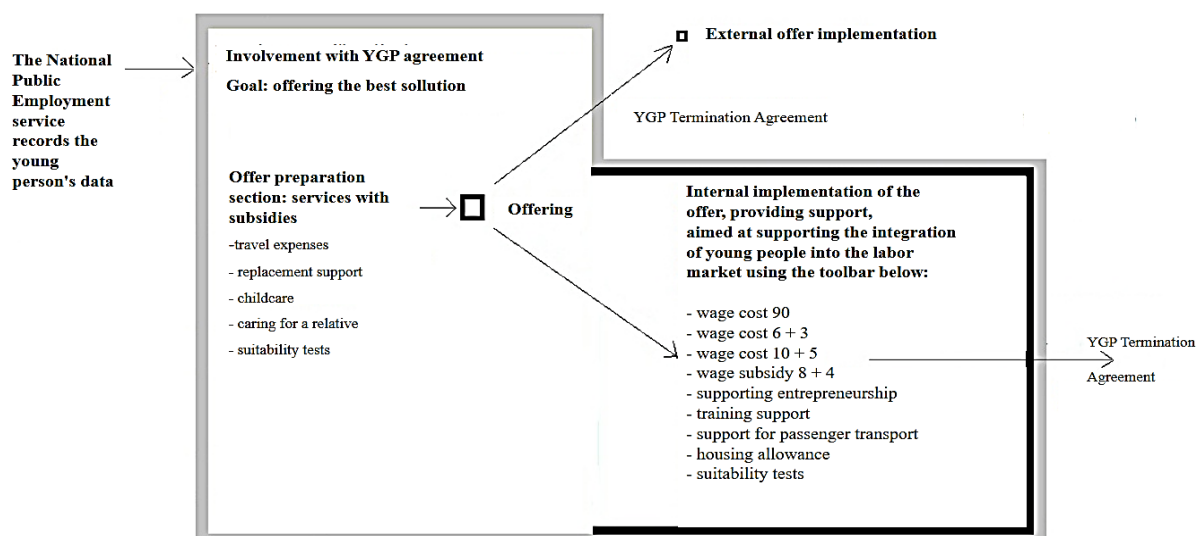 The National
Public
Employment
service
records the
young
person's data
Involvement with YGP agreement
Goal: offering the best sollution
Offer preparation
section: services with
subsidies
-travel expenses
- replacement support
- childcare
- caring for a relative
- suitability tests
Offering
External offer implementation
YGP Termination Agreement
Internal implementation of the
offer, providing support,
aimed at supporting the integration
of young people into the labor
market using the toolbar below:
- wage cost 90
- wage cost 6 + 3
- wage cost 10 + 5
- wage subsidy 8 + 4
- supporting entrepreneurship
- training support
- support for passenger transport
- housing allowance
- suitability tests
YGP Termination
Agreement